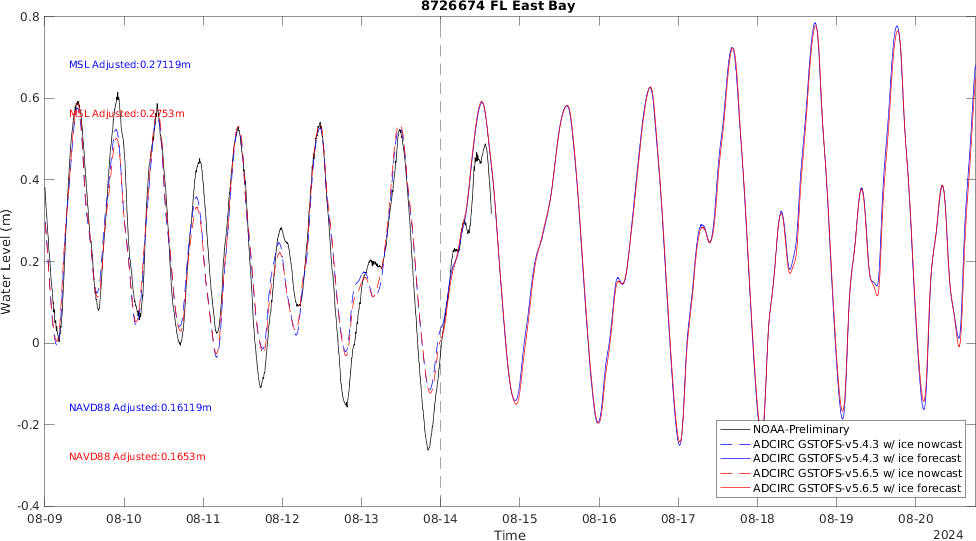 8726674 FL East Bay
0.8
MSL Adjusted:0.27119m
0.6
MSL Adjusted:0.2753m
0.4
Water Level (m)
0.2
0
-0.2
NAVD88 Adjusted:0.16119m
NAVD88 Adjusted:0.1653m
-0.4
NOAA-Preliminary
ADCIRC GSTOFS-v5.4.3 w/ ice nowcast
ADCIRC GSTOFS-v5.4.3 w/ ice forecast
ADCIRC GSTOFS-v5.6.5 w/ ice nowcast
ADCIRC GSTOFS-v5.6.5 w/ ice forecast
08-09 08-10 08-11 08-12 08-13 08-14 08-15 08-16 08-17 08-18 08-19 08-20
Time
2024